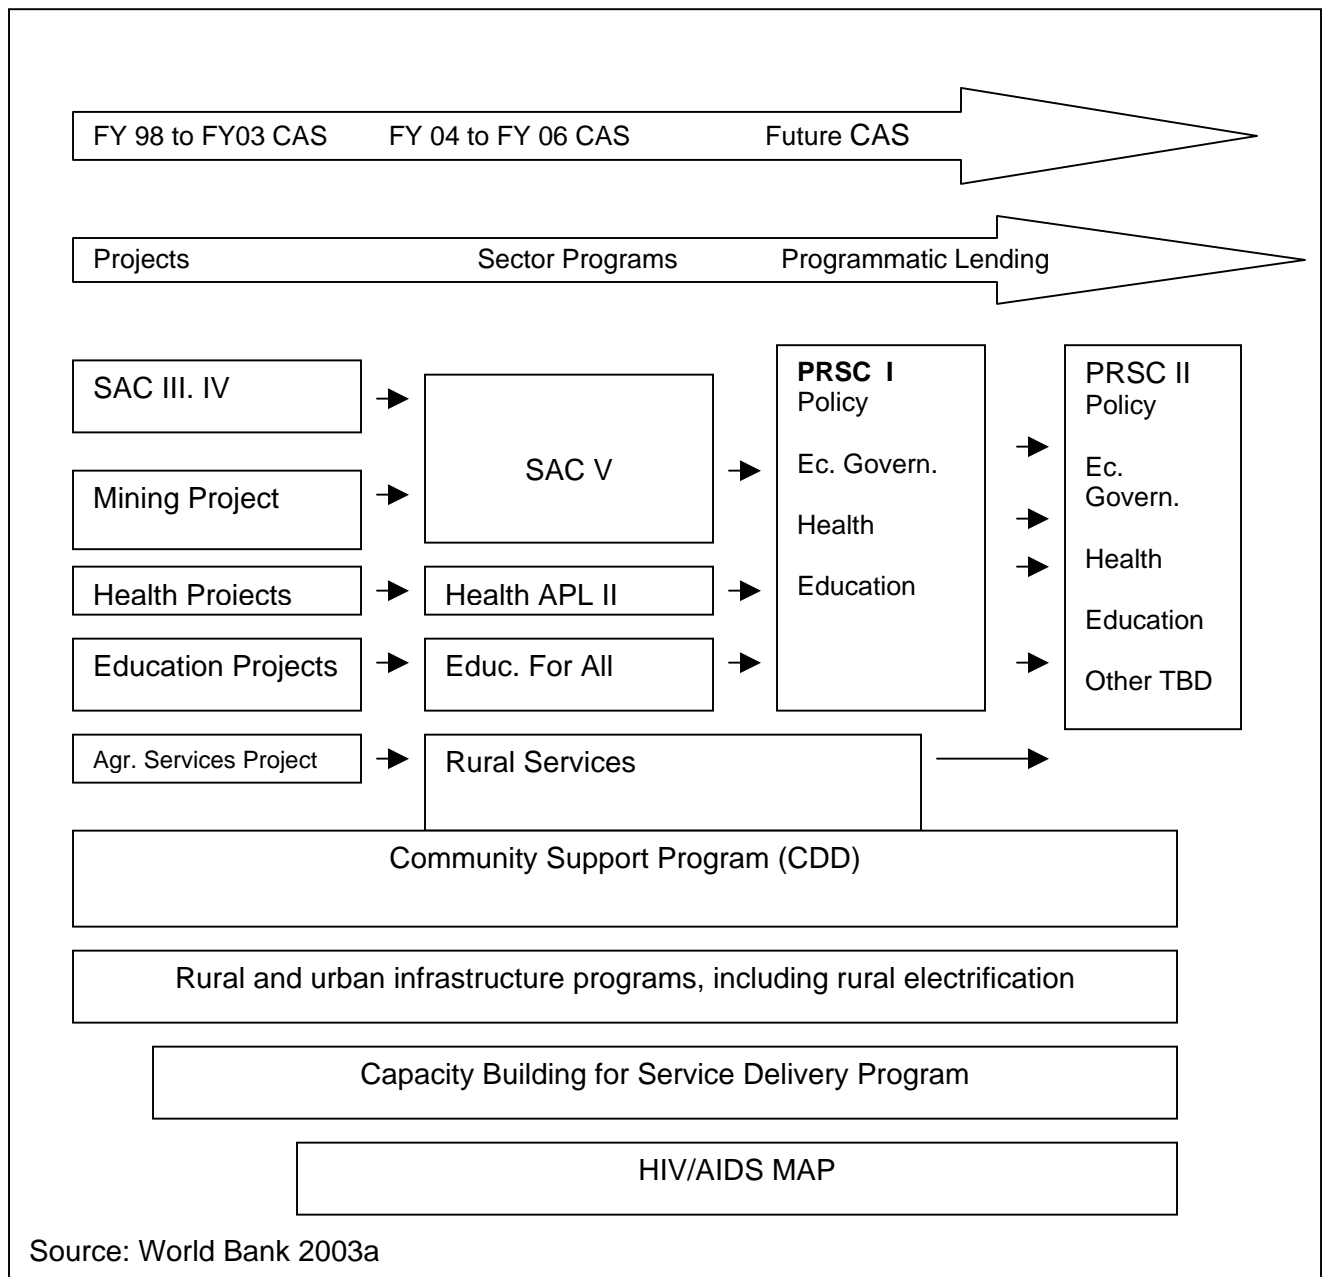 FY 98 to FY03 CAS FY 04 to FY 06 CAS Future CAS
Projects Sector Programs Programmatic Lending
SAC III. IV
Mining Project
Health Proiects
Education Projects
Agr. Services Project
SAC V
Health APL II
Educ. For All
Rural Services
PRSC I
Policy
Ec. Govern.
Health
Education
PRSC II
Policy
Ec.
Govern.
Health
Education
Other TBD
Community Support Program (CDD)
Rural and urban infrastructure programs, including rural electrification
Capacity Building for Service Delivery Program
HIV/AIDS MAP
Source: World Bank 2003a